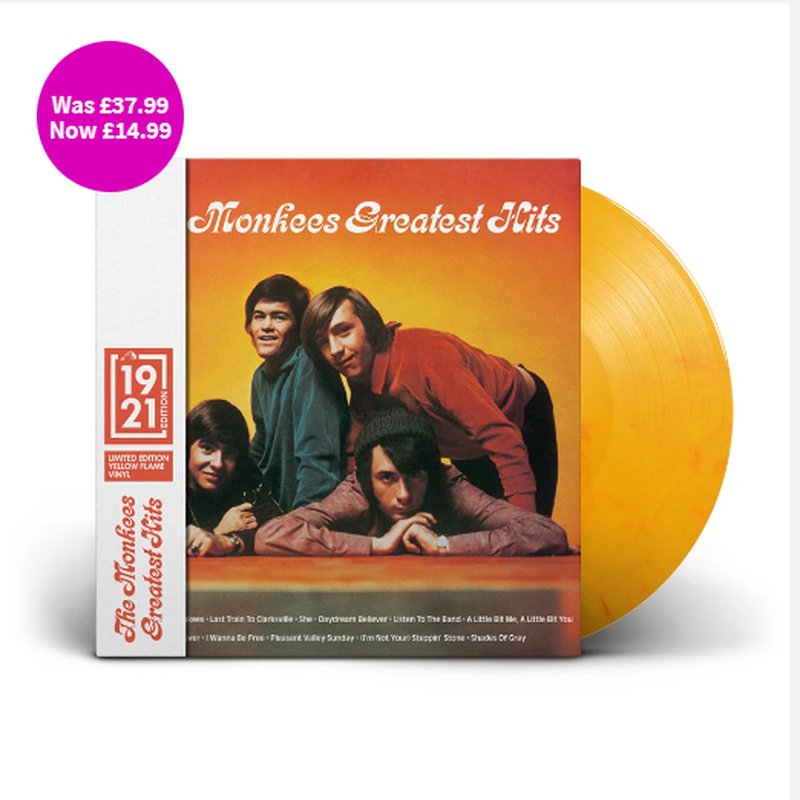 Was £37.99
Now £14.99
Monkees Greatest Hits
19
21
EDITION
LIMITED EDITION
YELLOW FLAME
VINYL
The Monkees
Greatest Hits
kees • Last Train To Clarksville • She • Daydream Believer • Listen To The Band • A Little Bit Me, A Little Bit You
ver • I Wanna Be Free • Pleasant Valley Sunday • (I'm Not Your) Steppin' Stone • Shades Of Gray